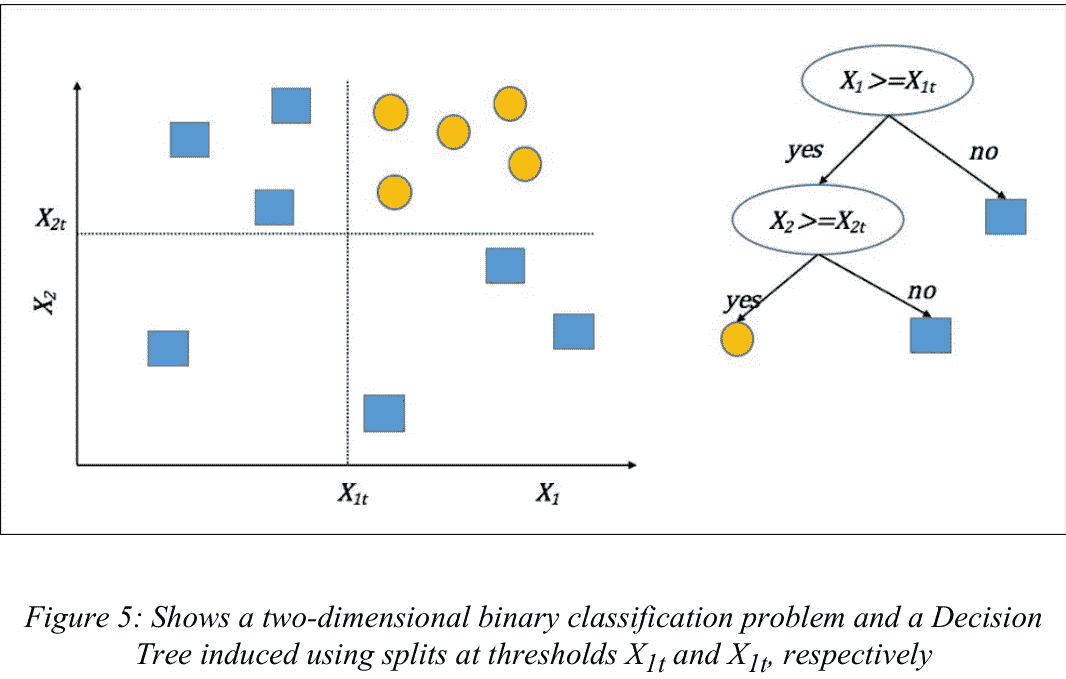 X1 >=X1t
yes
no
X2t
X2 >=X2t
X2
yes
no
X1t
X1
Figure 5: Shows a two-dimensional binary classification problem and a Decision
Tree induced using splits at thresholds X1t and X1t, respectively